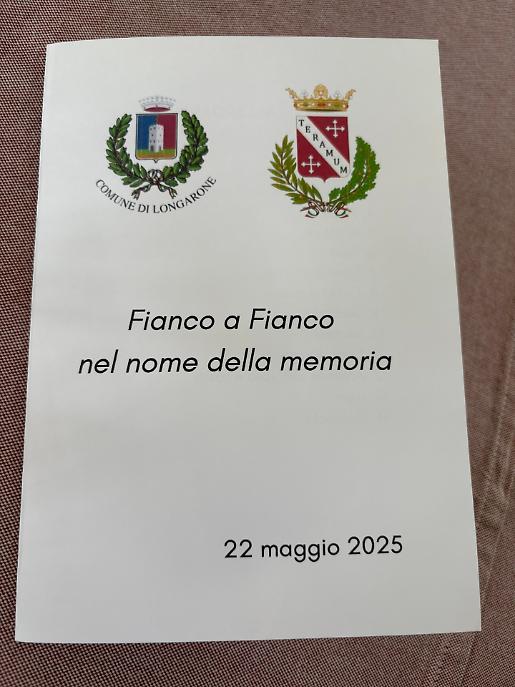 COMUNE DI LONGARONE
TERAMUM
Fianco a Fianco
nel nome della memoria
22 maggio 2025